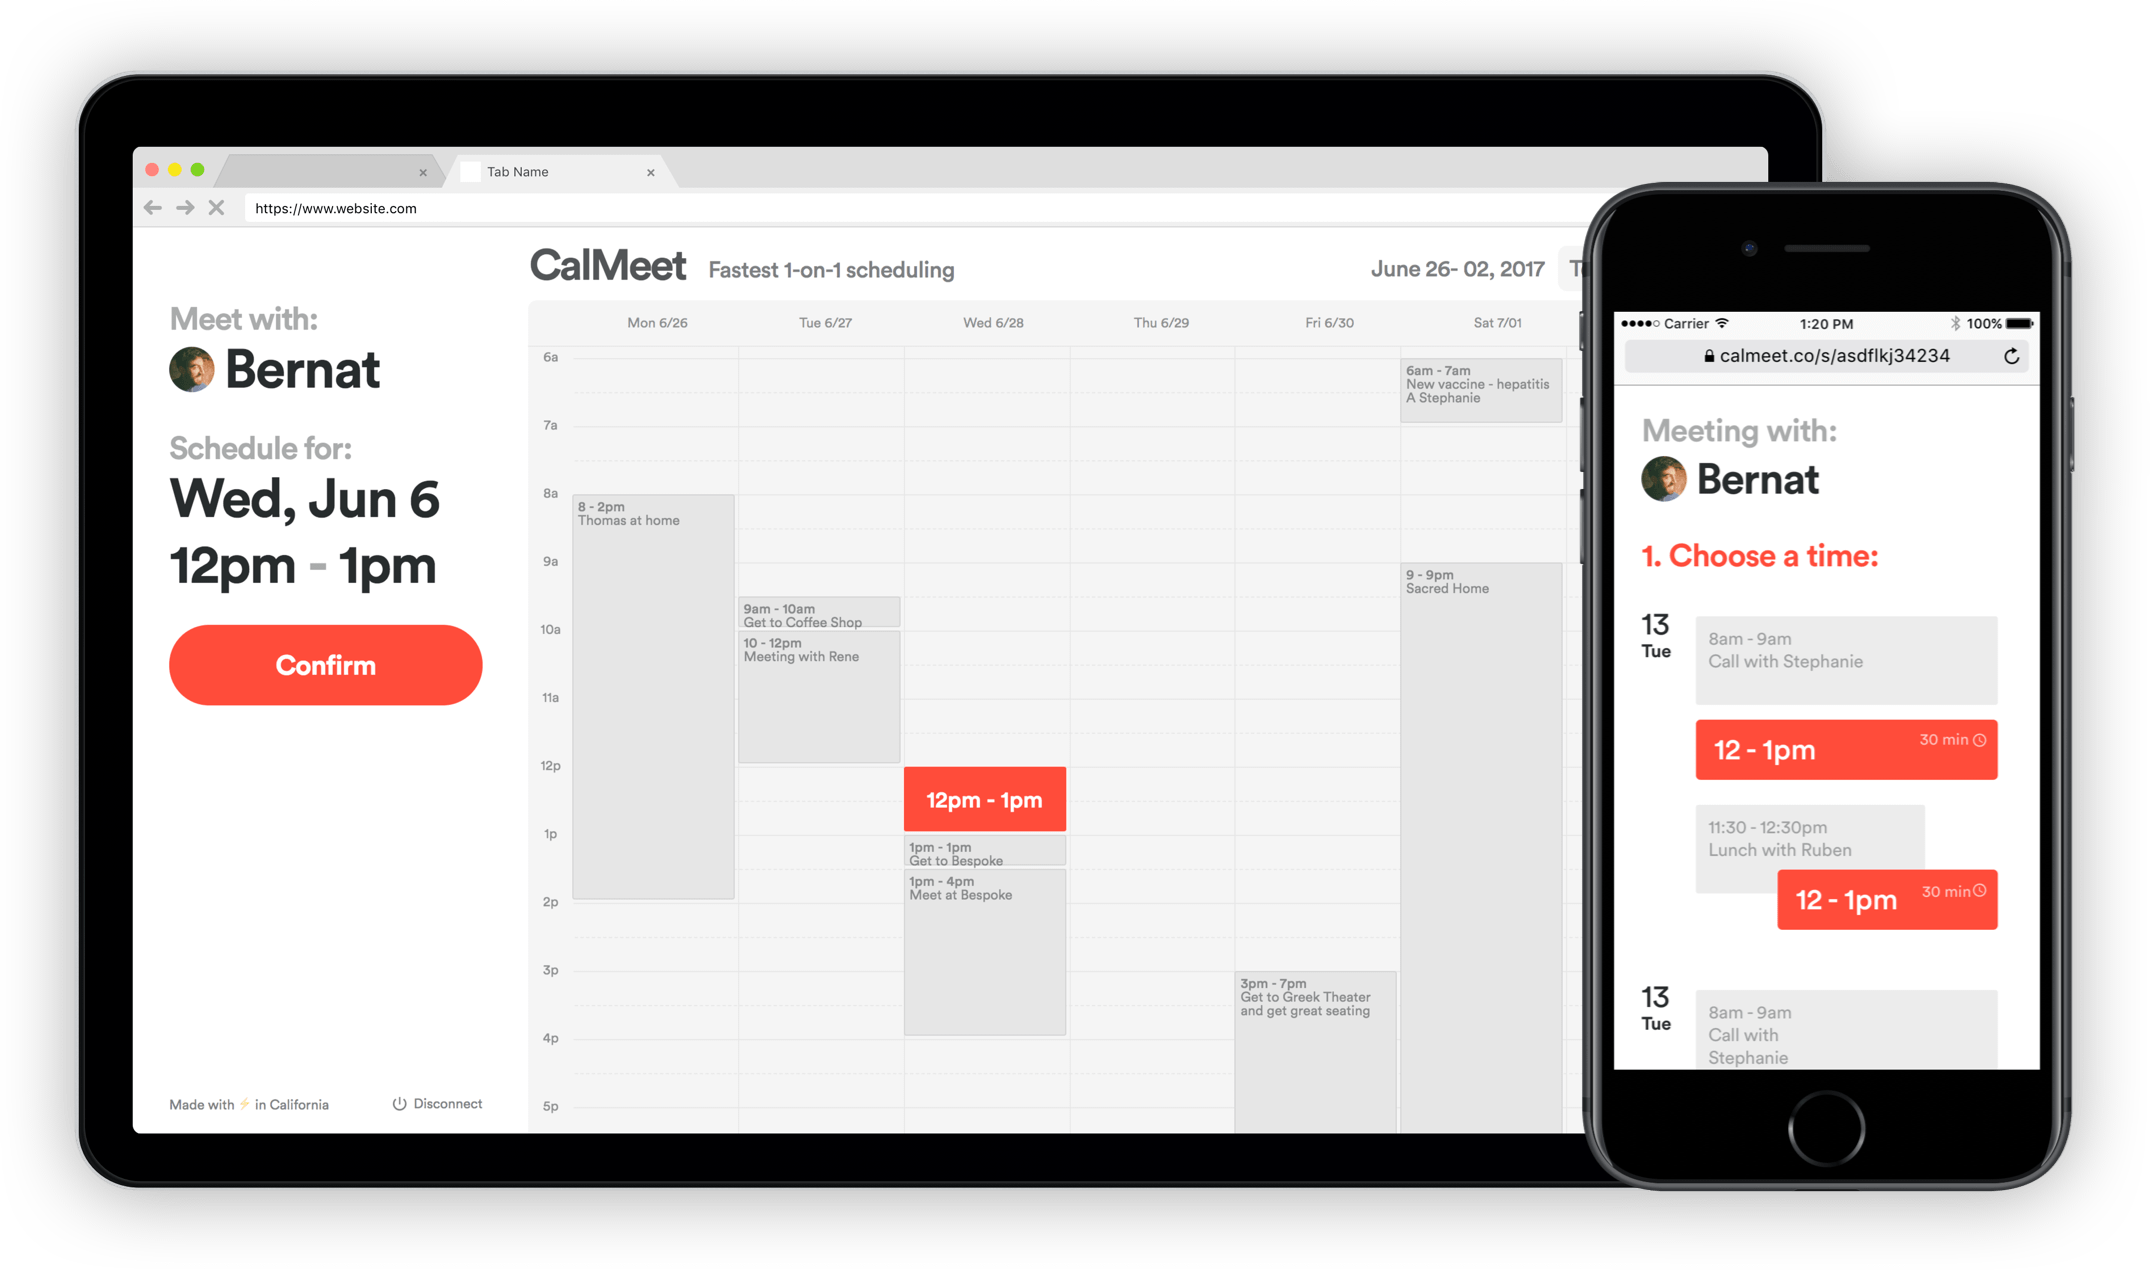 Tab Name
https://www.website.com
CalMeet
Fastest 1-on-1 scheduling
June 26- 02, 2017
Meet with:
Bernat
Schedule for:
Wed, Jun 6
12pm - 1pm
Confirm
Made with ⚡ in California
Disconnect
Mon 6/26
Tue 6/27
Wed 6/28
Thu 6/29
Fri 6/30
Sat 7/01
6a
7a
8a
9a
10a
11a
12p
1p
2p
3p
4p
5p
8 - 2pm
Thomas at home
9am - 10am
Get to Coffee Shop
10 - 12pm
Meeting with Rene
12pm - 1pm
1pm - 1pm
Get to Bespoke
1pm - 4pm
Meet at Bespoke
3pm - 7pm
Get to Greek Theater
and get great seating
6am - 7am
New vaccine - hepatitis
A Stephanie
9 - 9pm
Sacred Home
Carrier
1:20 PM
100%
calmeet.co/s/asdflkj34234
Meeting with:
Bernat
1. Choose a time:
13
Tue
8am - 9am
Call with Stephanie
12 - 1pm
30 min
11:30 - 12:30pm
Lunch with Ruben
12 - 1pm
30 min
13
Tue
8am - 9am
Call with
Stephanie